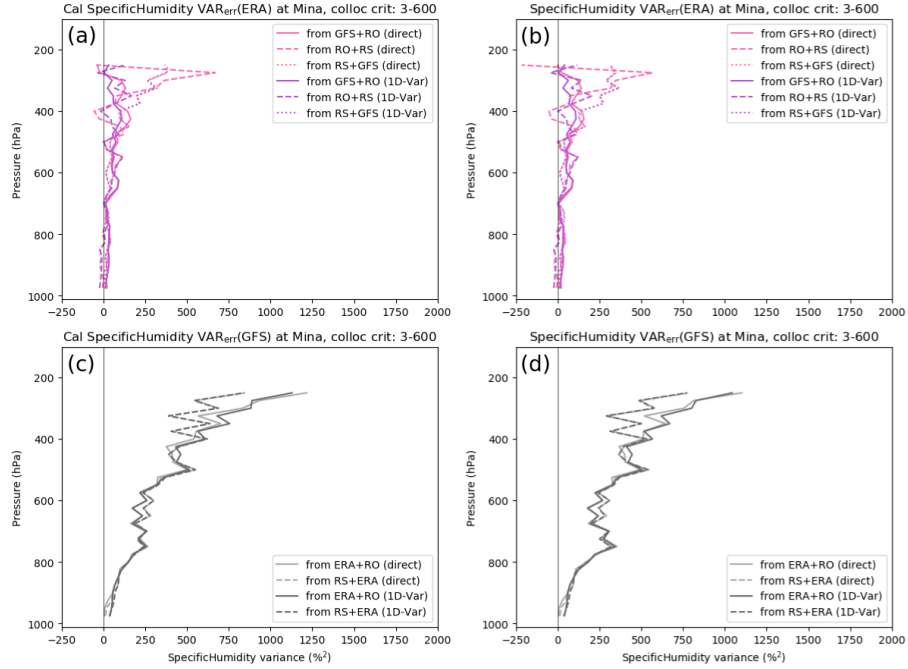 Cal SpecificHumidity VARerr(ERA) at Mina, colloc crit: 3-600
(a)
from GFS+RO (direct)
from RO+RS (direct)
from RS+GFS (direct)
from GFS+RO (1D-Var)
from RO+RS (1D-Var)
from RS+GFS (1D-Var)
Pressure (hPa)
200
400
600
800
1000
−250 0 250 500 750 1000 1250 1500 1750 2000
Cal SpecificHumidity VARerr(ERA) at Mina, colloc crit: 3-600
(b)
from GFS+RO (direct)
from RO+RS (direct)
from RS+GFS (direct)
from GFS+RO (1D-Var)
from RO+RS (1D-Var)
from RS+GFS (1D-Var)
Pressure (hPa)
200
400
600
800
1000
−250 0 250 500 750 1000 1250 1500 1750 2000
Cal SpecificHumidity VARerr(GFS) at Mina, colloc crit: 3-600
(c)
Pressure (hPa)
200
400
600
800
1000
from ERA+RO (direct)
from RS+ERA (direct)
from ERA+RO (1D-Var)
from RS+ERA (1D-Var)
−250 0 250 500 750 1000 1250 1500 1750 2000
SpecificHumidity variance (%²)
SpecificHumidity VARerr(GFS) at Mina, colloc crit: 3-600
(d)
Pressure (hPa)
200
400
600
800
1000
from ERA+RO (direct)
from RS+ERA (direct)
from ERA+RO (1D-Var)
from RS+ERA (1D-Var)
−250 0 250 500 750 1000 1250 1500 1750 2000
SpecificHumidity variance (%²)